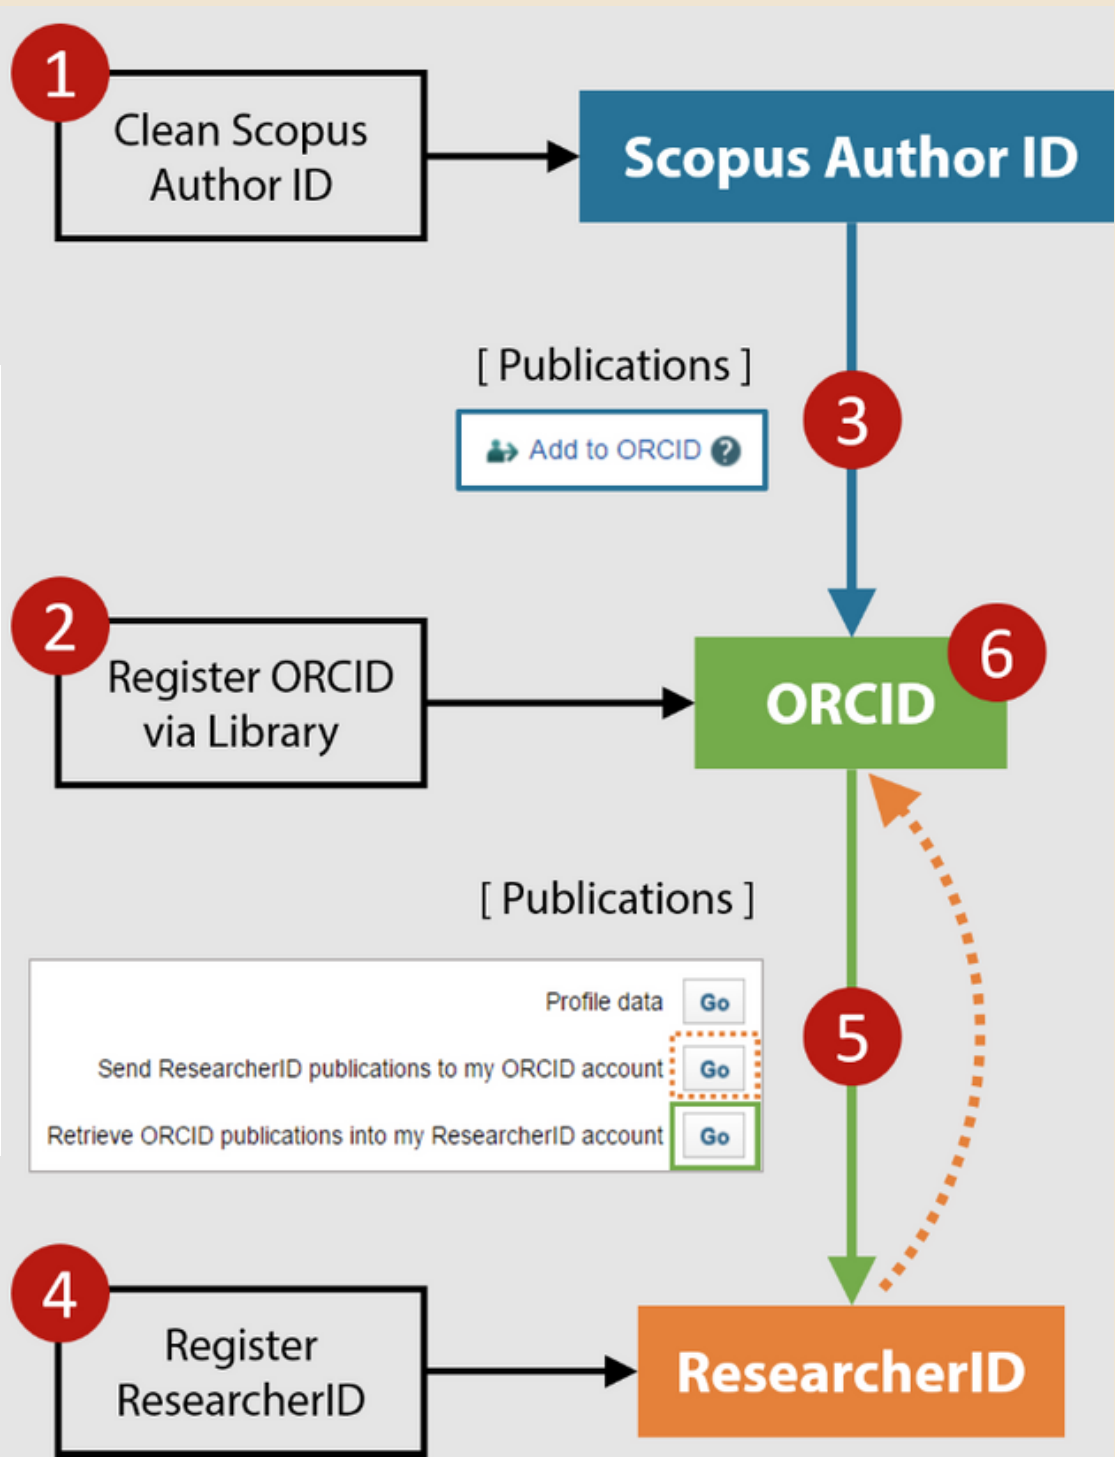 1
Clean Scopus
Author ID
Scopus Author ID
[ Publications ]
Add to ORCID ?
3
2
Register ORCID
via Library
ORCID
6
[ Publications ]
Profile data Go
Send ResearcherID publications to my ORCID account Go
Retrieve ORCID publications into my ResearcherID account Go
5
4
Register
ResearcherID
ResearcherID